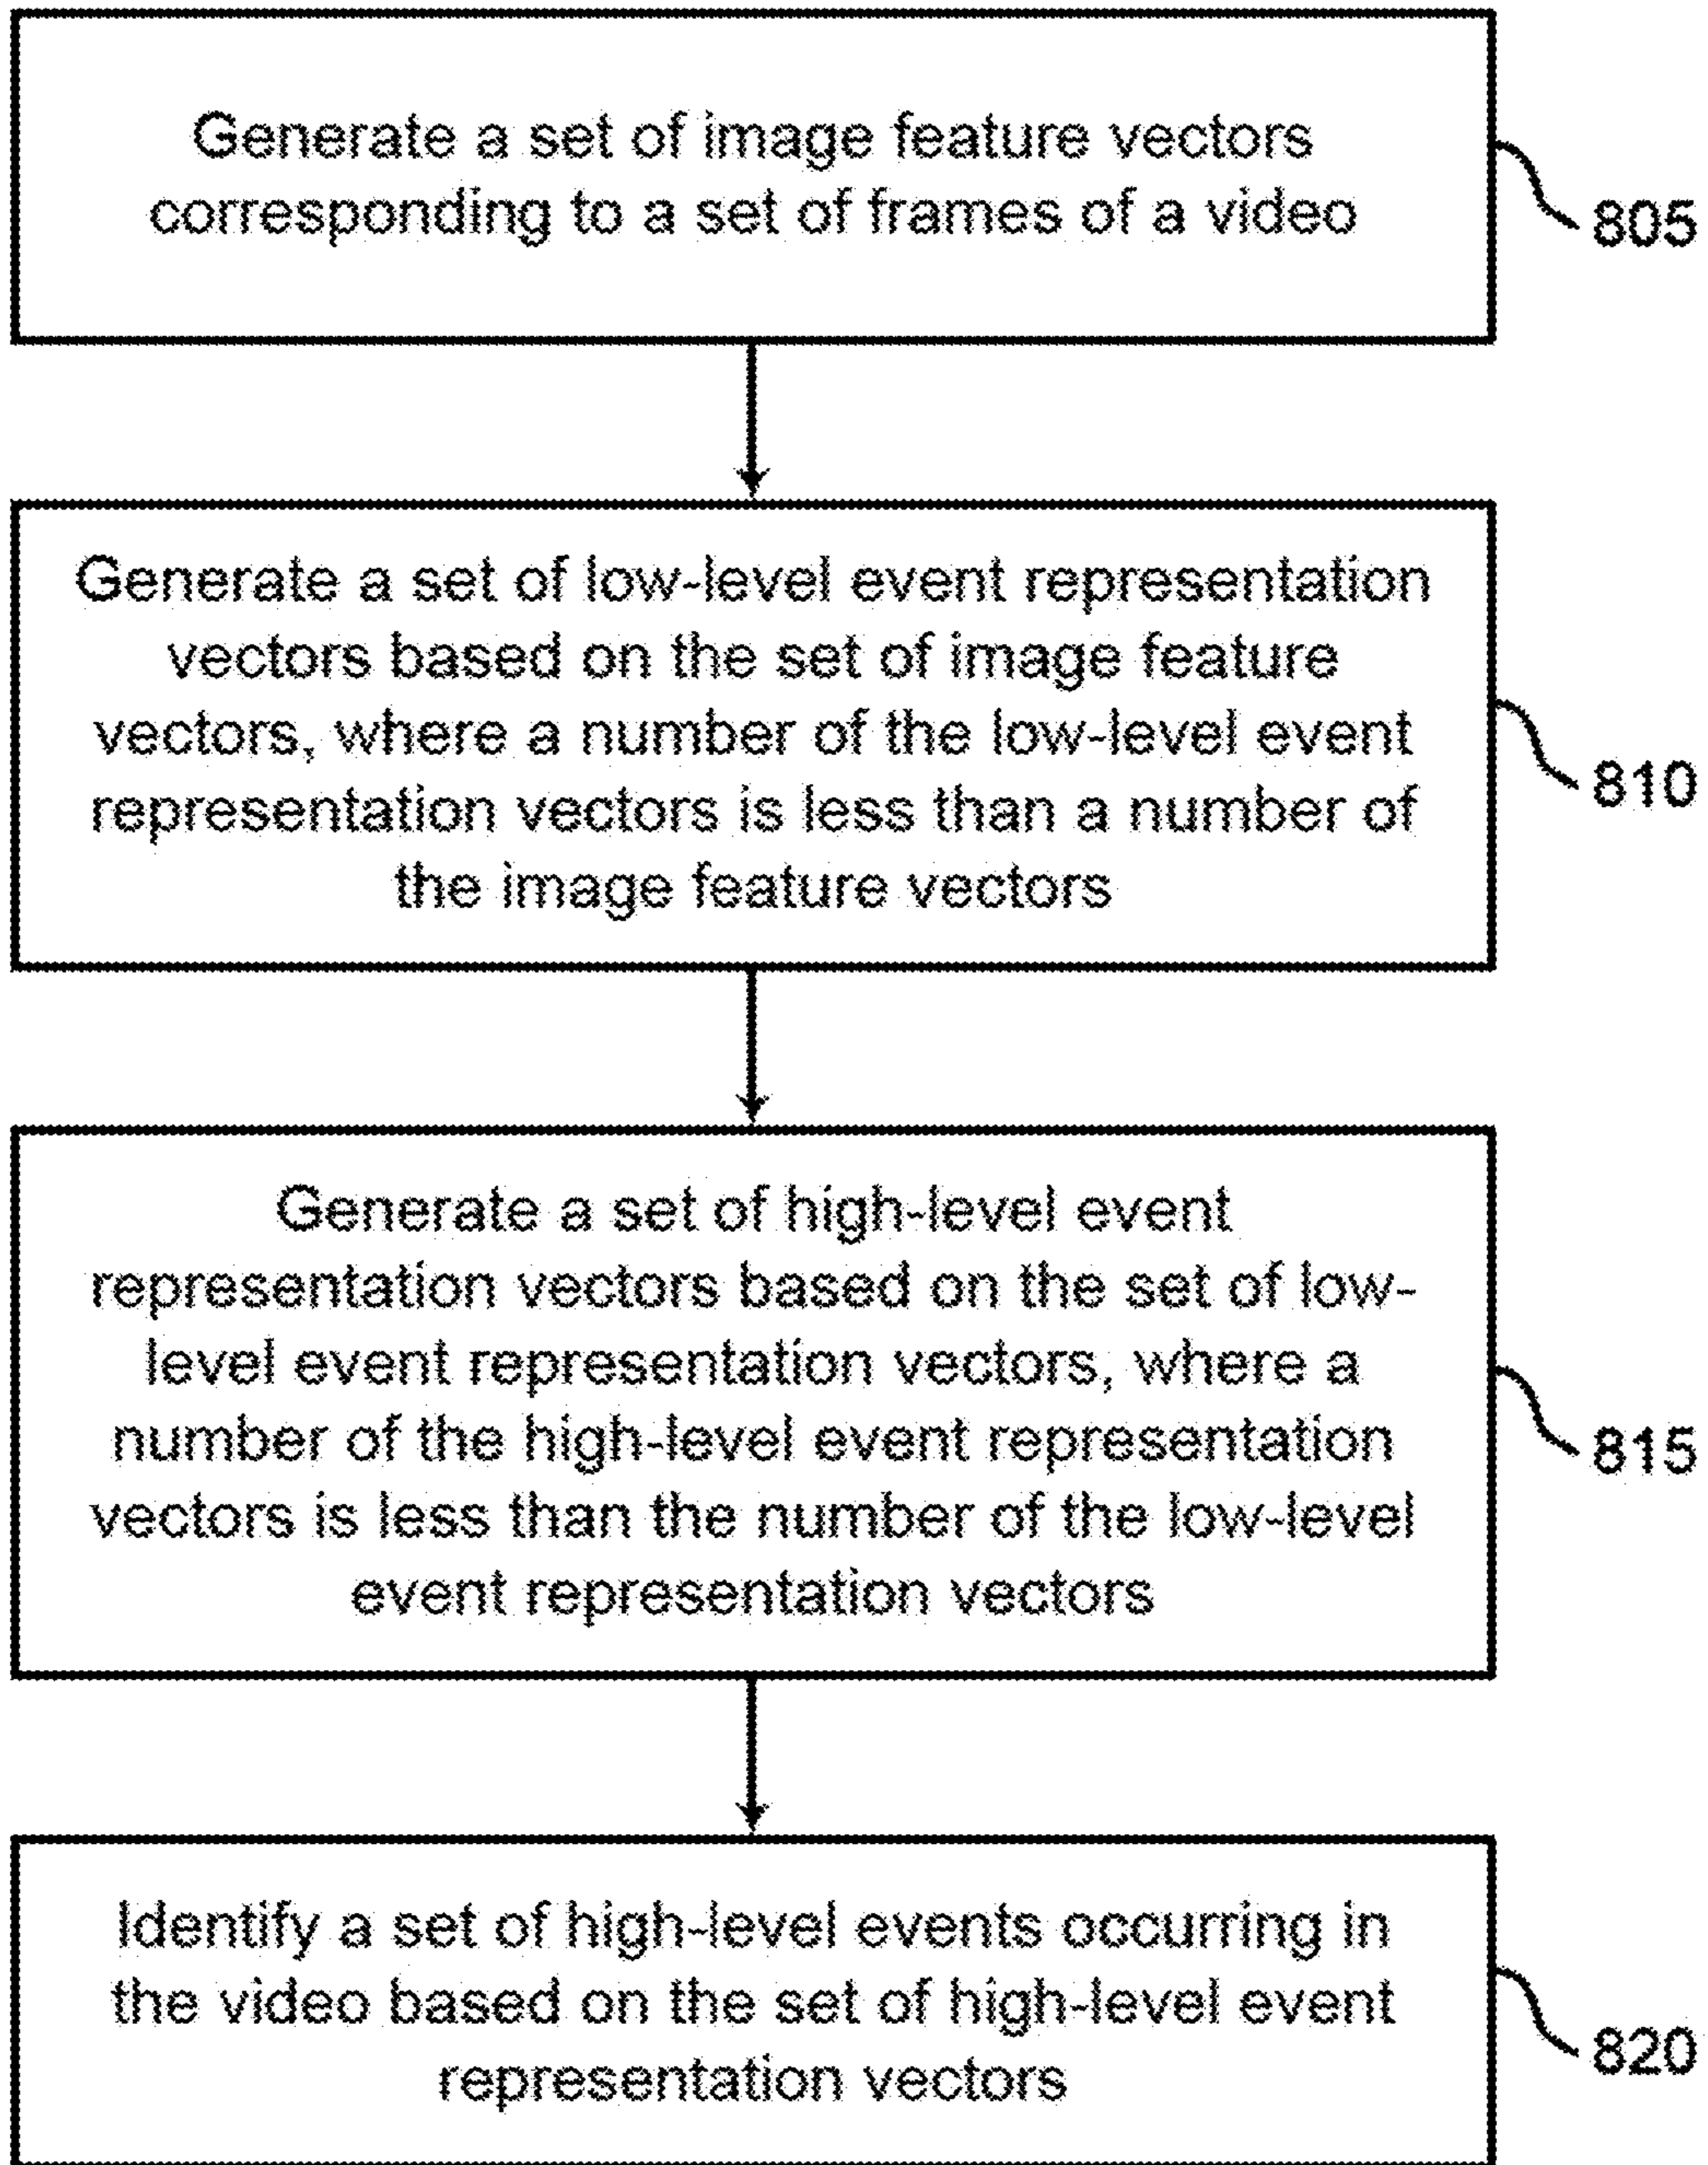 Generate a set of image feature vectors
corresponding to a set of frames of a video
805
Generate a set of low-level event representation
vectors based on the set of image feature
vectors, where a number of the low-level event
representation vectors is less than a number of
the image feature vectors
810
Generate a set of high-level event
representation vectors based on the set of low-
level event representation vectors, where a
number of the high-level event representation
vectors is less than the number of the low-level
event representation vectors
815
Identify a set of high-level events occurring in
the video based on the set of high-level event
representation vectors
820